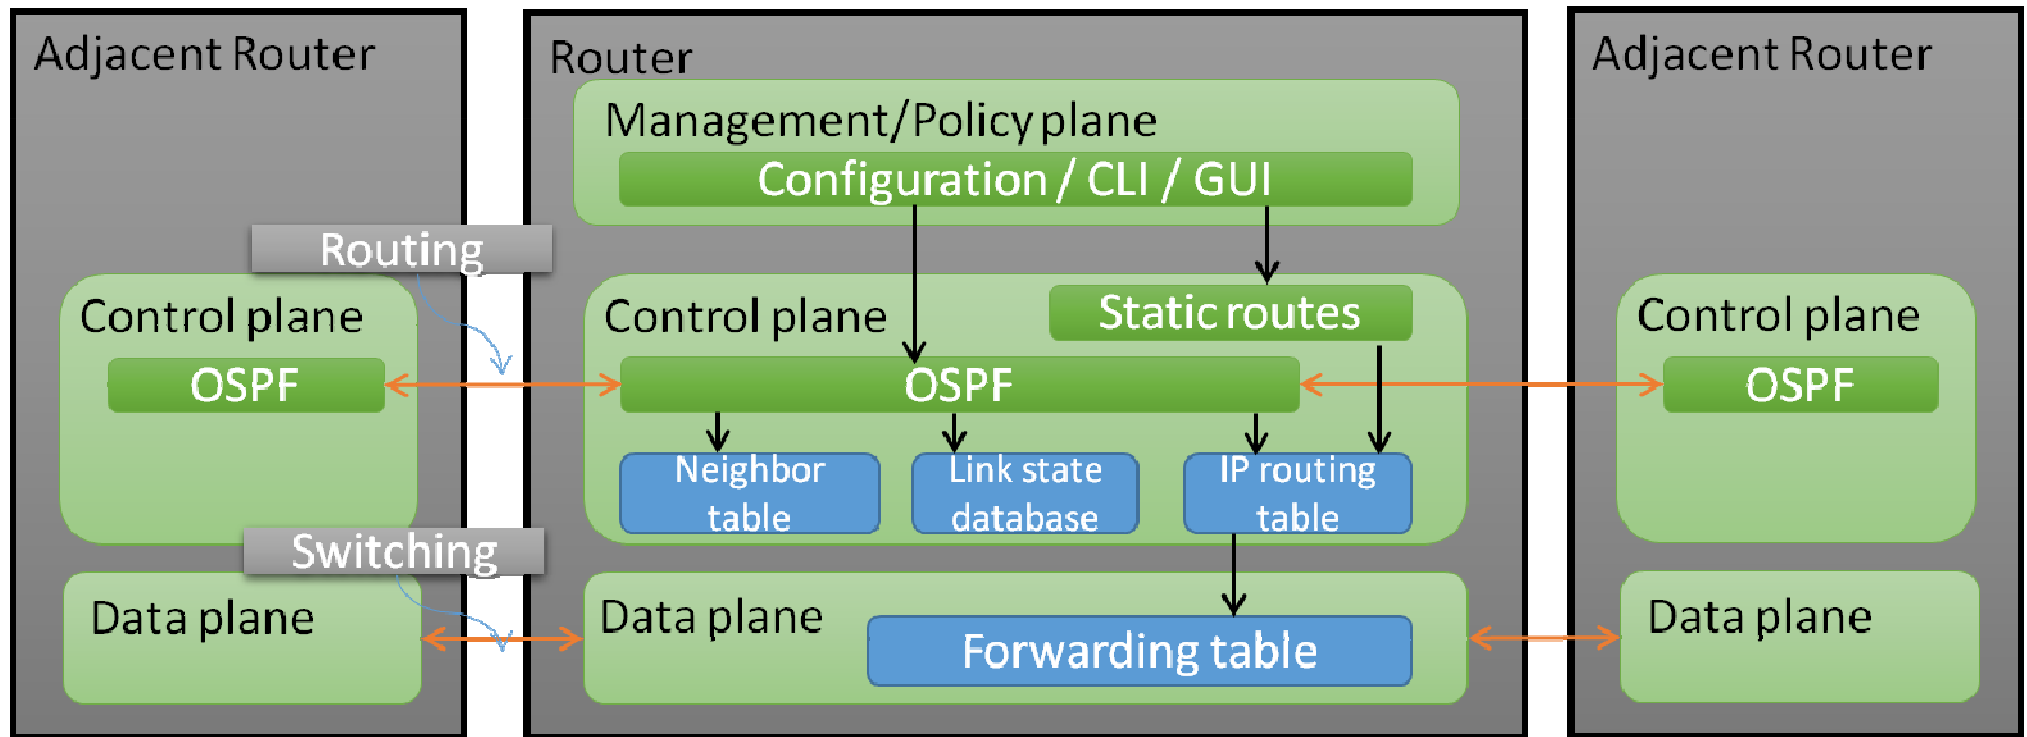 Adjacent Router
Router
Adjacent Router
Management/Policy plane
Configuration / CLI / GUI
Routing
Control plane
OSPF
Control plane
Static routes
OSPF
Neighbor
table
Link state
database
IP routing
table
Control plane
OSPF
Switching
Data plane
Data plane
Forwarding table
Data plane